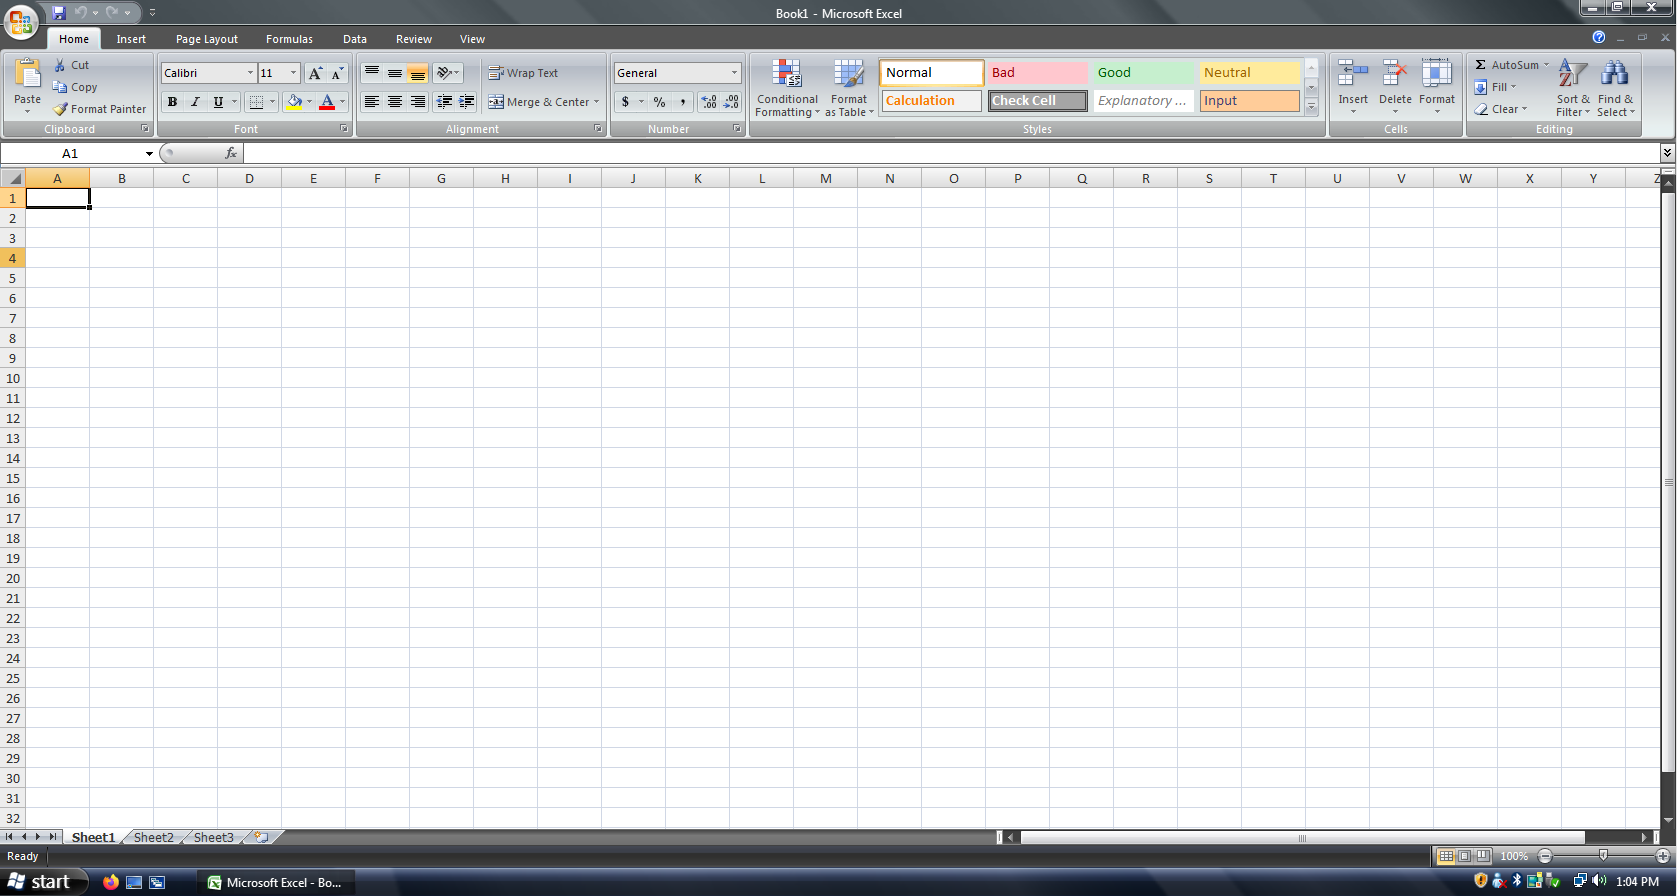 Book1 - Microsoft Excel
Home Insert Page Layout Formulas Data Review View
Paste
Cut
Copy
Format Painter
Clipboard
Calibri 11
B I U
Font
Wrap Text
Merge & Center
Alignment
General
$ % ,
Number
Conditional Formatting
Format as Table
Normal Bad Good Neutral
Calculation Check Cell Explanatory ... Input
Styles
Insert Delete Format
Cells
Σ AutoSum
Fill
Clear
Sort & Filter
Find & Select
Editing
A1 fx
A B C D E F G H I J K L M N O P Q R S T U V W X Y Z
1
2
3
4
5
6
7
8
9
10
11
12
13
14
15
16
17
18
19
20
21
22
23
24
25
26
27
28
29
30
31
32
Sheet1 Sheet2 Sheet3
Ready 100%
start Microsoft Excel - Bo... 1:04 PM